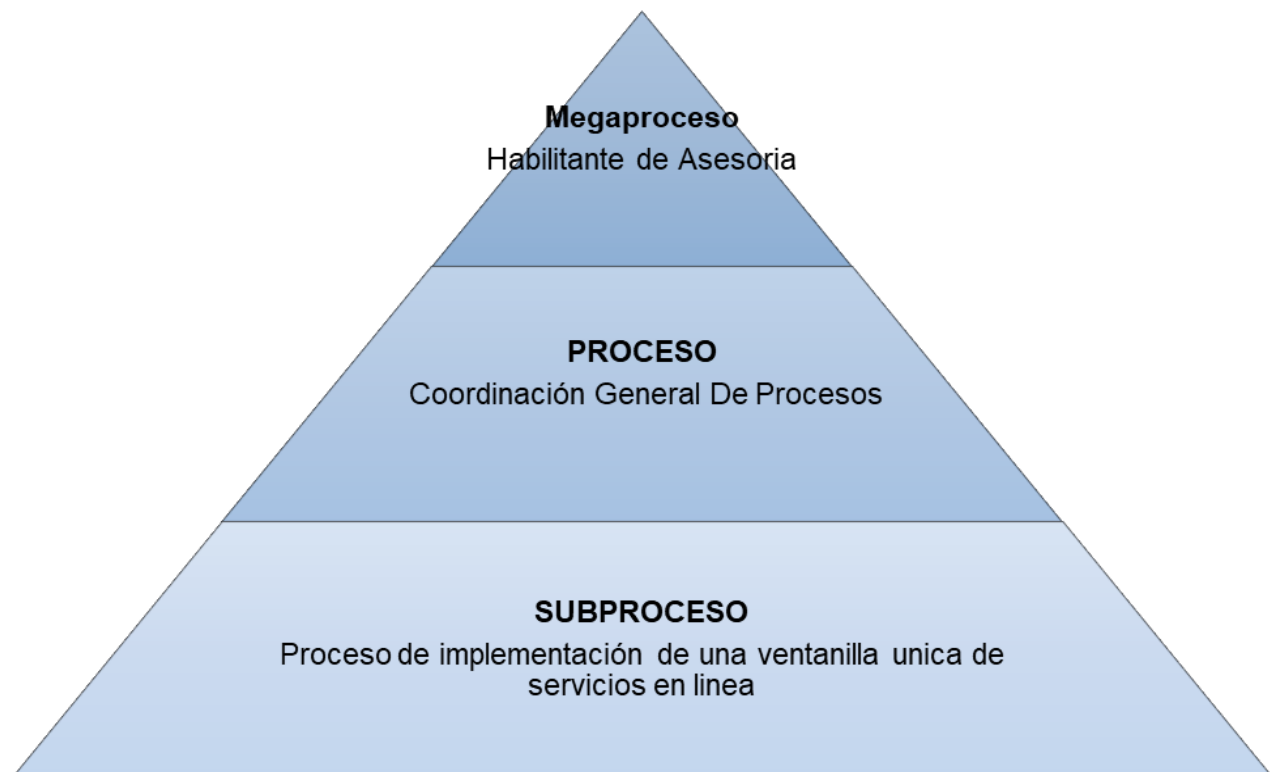 Megaproceso
Habilitante de Asesoria
PROCESO
Coordinación General De Procesos
SUBPROCESO
Proceso de implementación de una ventanilla unica de
servicios en linea